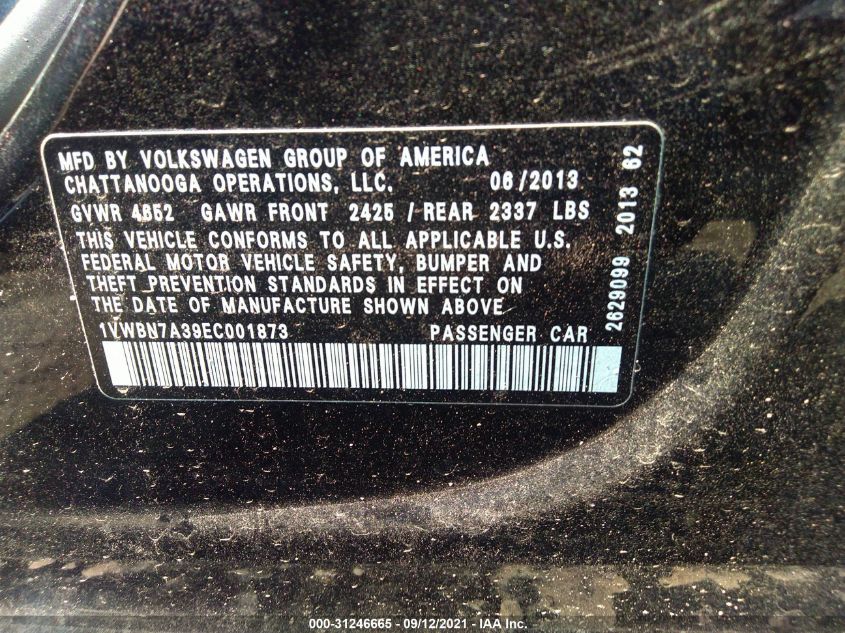 MFD BY VOLKSWAGEN GROUP OF AMERICA
CHATTANOOGA OPERATIONS, LLC. 06/2013
GVWR 4652 GAWR FRONT 2425 / REAR 2337 LBS
THIS VEHICLE CONFORMS TO ALL APPLICABLE U.S.
FEDERAL MOTOR VEHICLE SAFETY, BUMPER AND
THEFT PREVENTION STANDARDS IN EFFECT ON
THE DATE OF MANUFACTURE SHOWN ABOVE
1VWBN7A39EC001873 PASSENGER CAR
2629099 2013 62
000-31246665 - 09/12/2021 - IAA Inc.